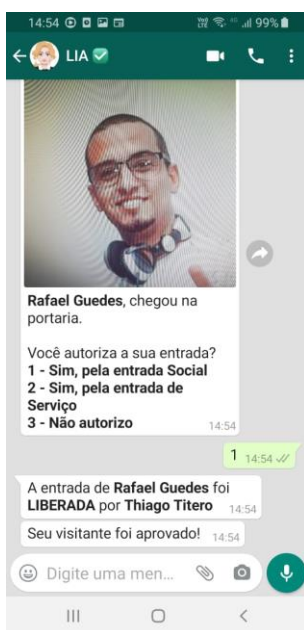 14:54
99%
LIA
Rafael Guedes, chegou na
portaria.
Você autoriza a sua entrada?
1 - Sim, pela entrada Social
2 - Sim, pela entrada de
Serviço
3 - Não autorizo
14:54
1 14:54
A entrada de Rafael Guedes foi
LIBERADA por Thiago Titero 14:54
Seu visitante foi aprovado! 14:54
Digite uma men...